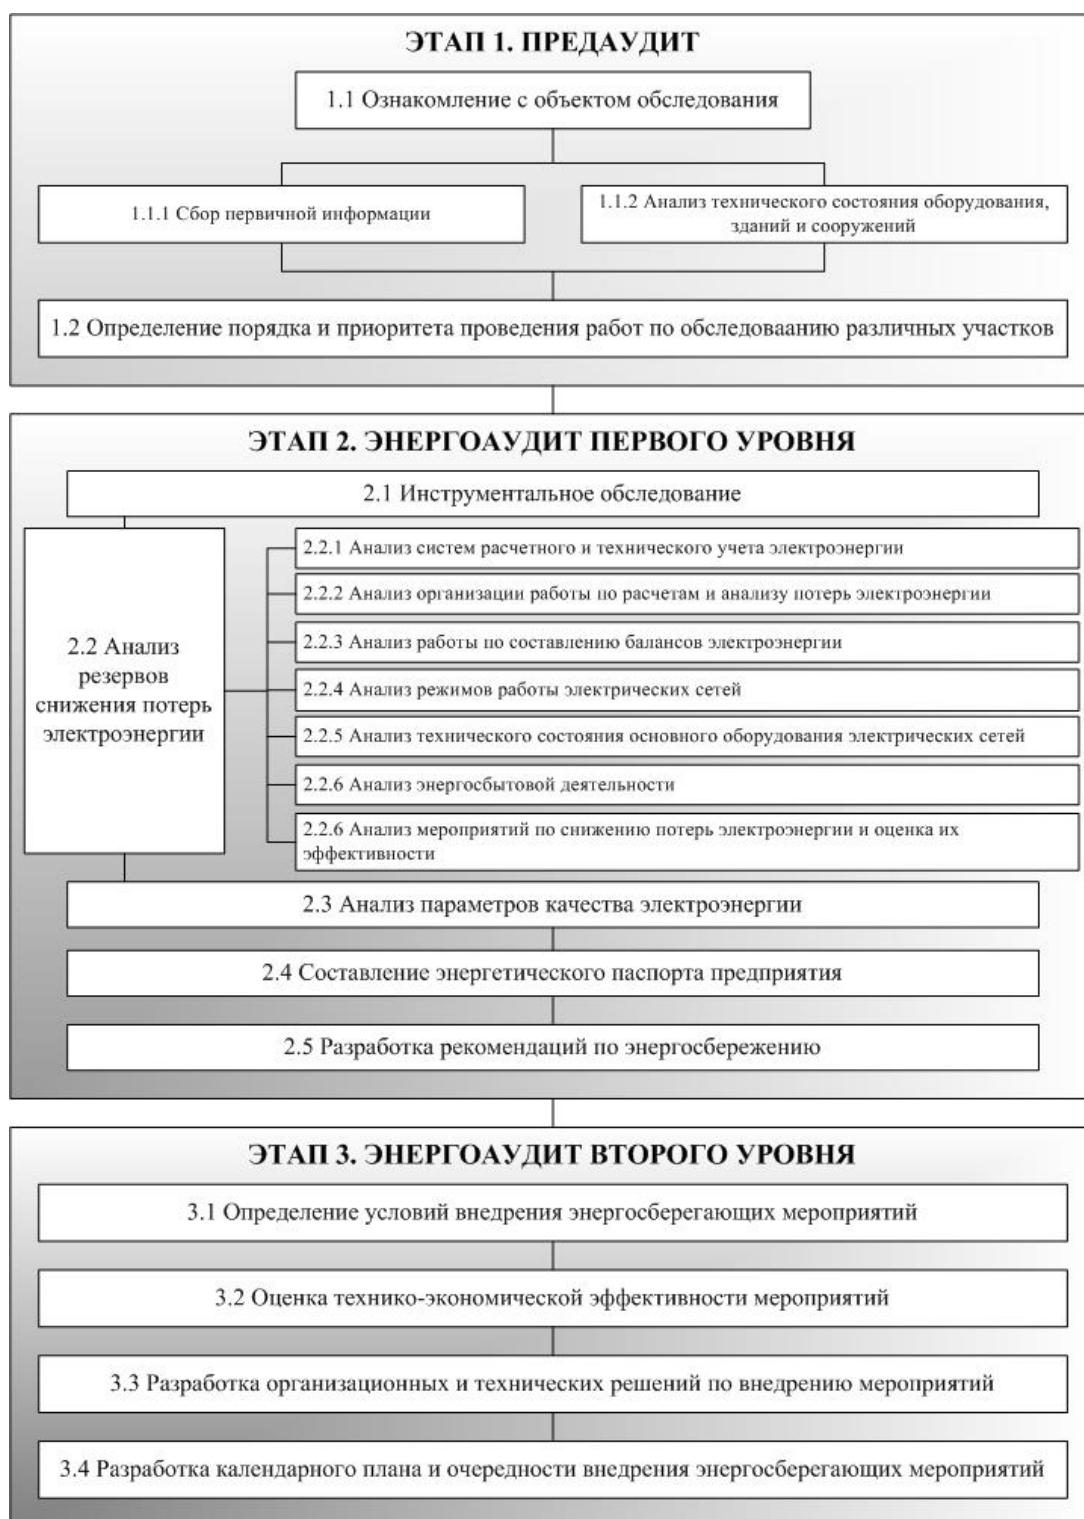 ЭТАП 1. ПРЕДАУДИТ
1.1 Ознакомление с объектом обследования
1.1.1 Сбор первичной информации
1.1.2 Анализ технического состояния оборудования,
зданий и сооружений
1.2 Определение порядка и приоритета проведения работ по обследоваанию различных участков
ЭТАП 2. ЭНЕРГОАУДИТ ПЕРВОГО УРОВНЯ
2.1 Инструментальное обследование
2.2 Анализ
резервов
снижения потерь
электроэнергии
2.2.1 Анализ систем расчетного и технического учета электроэнергии
2.2.2 Анализ организации работы по расчетам и анализу потерь электроэнергии
2.2.3 Анализ работы по составлению балансов электроэнергии
2.2.4 Анализ режимов работы электрических сетей
2.2.5 Анализ технического состояния основного оборудования электрических сетей
2.2.6 Анализ энергосбытовой деятельности
2.2.6 Анализ мероприятий по снижению потерь электроэнергии и оценка их
эффективности
2.3 Анализ параметров качества электроэнергии
2.4 Составление энергетического паспорта предприятия
2.5 Разработка рекомендаций по энергосбережению
ЭТАП 3. ЭНЕРГОАУДИТ ВТОРОГО УРОВНЯ
3.1 Определение условий внедрения энергосберегающих мероприятий
3.2 Оценка технико-экономической эффективности мероприятий
3.3 Разработка организационных и технических решений по внедрению мероприятий
3.4 Разработка календарного плана и очередности внедрения энергосберегающих мероприятий